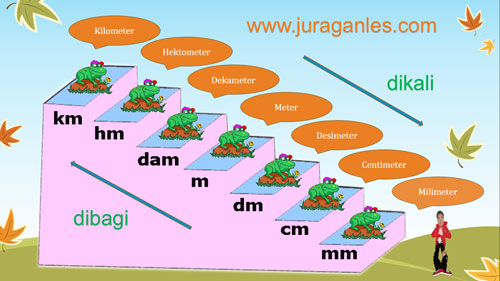 www.juraganles.com
Kilometer
Hektometer
Dekameter
Meter
Desimeter
Centimeter
Milimeter
dikali
km
hm
dam
m
dm
cm
mm
dibagi